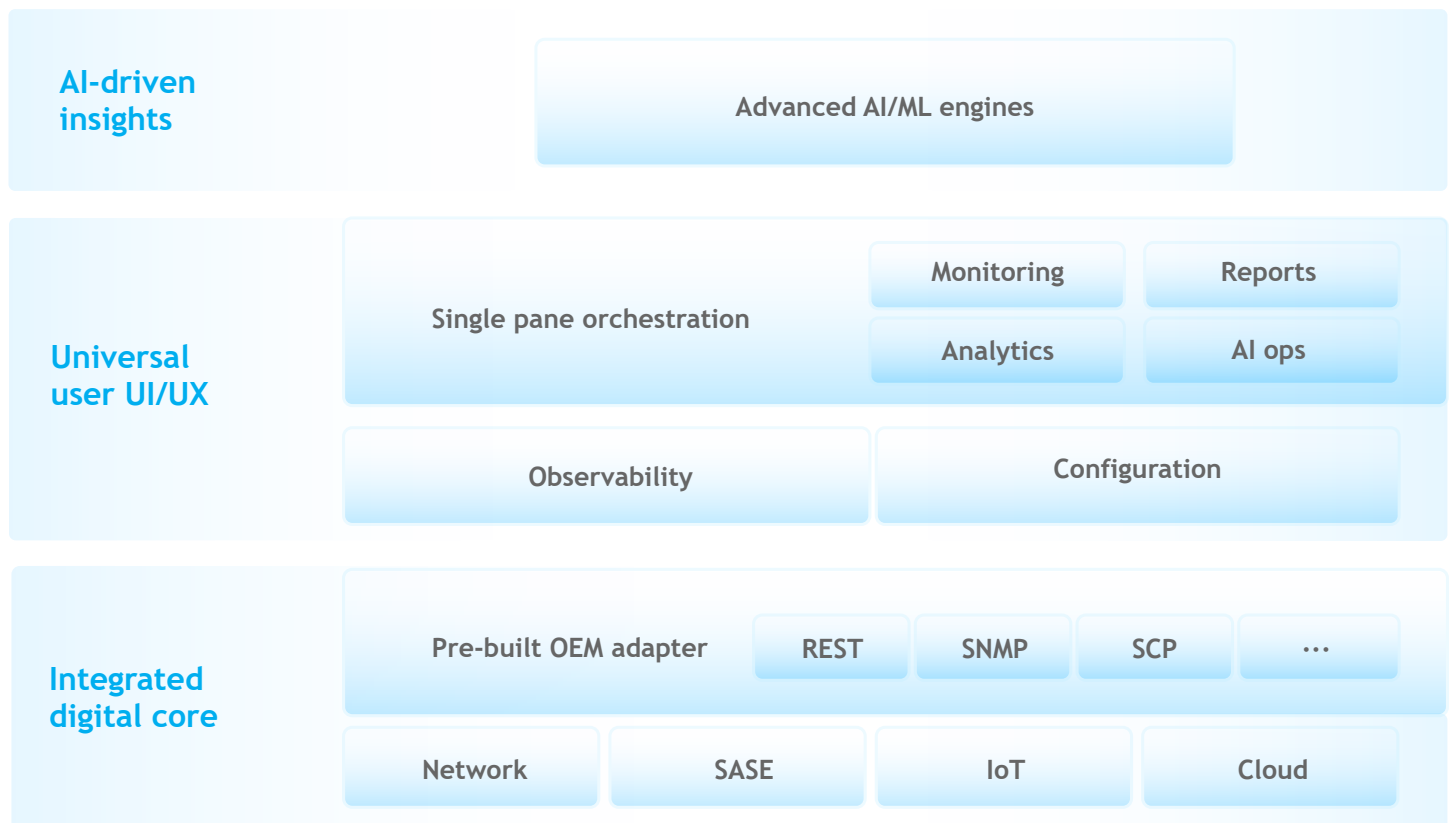 AI-driven
insights
Advanced AI/ML engines
Universal
user UI/UX
Single pane orchestration
Monitoring
Reports
Analytics
AI ops
Observability
Configuration
Integrated
digital core
Pre-built OEM adapter
REST
SNMP
SCP
...
Network
SASE
IoT
Cloud